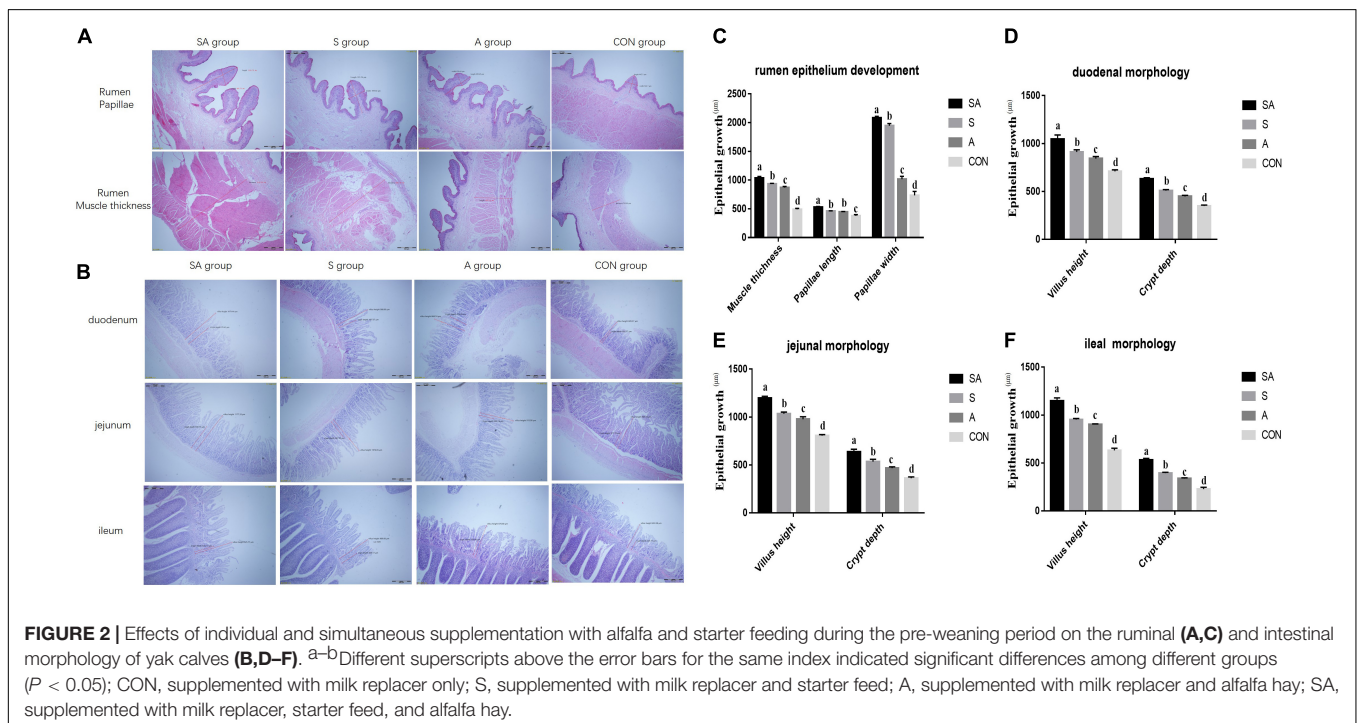 A
SA group S group A group CON group
Rumen
Papillae
Rumen
Muscle thickness
B
SA group S group A group CON group
duodenum
jejunum
ileum
C
rumen epithelium development
Epithelial growth (μm)
2500
2000
1500
1000
500
0
a b c d
a b b c
a b c d
Muscle thichness Papillae length Papillae width
SA
S
A
CON
D
duodenal morphology
Epithelial growth (μm)
1500
1000
500
0
a b c d
a b c d
Villus height Crypt depth
SA
S
A
CON
E
jejunal morphology
Epithelial growth (μm)
1500
1000
500
0
a b c d
a b c d
Villus height Crypt depth
SA
S
A
CON
F
ileal morphology
Epithelial growth (μm)
1500
1000
500
0
a b c d
a b c d
Villus height Crypt depth
SA
S
A
CON
FIGURE 2 | Effects of individual and simultaneous supplementation with alfalfa and starter feeding during the pre-weaning period on the ruminal (A,C) and intestinal
morphology of yak calves (B,D–F). a–bDifferent superscripts above the error bars for the same index indicated significant differences among different groups
(P < 0.05); CON, supplemented with milk replacer only; S, supplemented with milk replacer and starter feed; A, supplemented with milk replacer and alfalfa hay; SA,
supplemented with milk replacer, starter feed, and alfalfa hay.